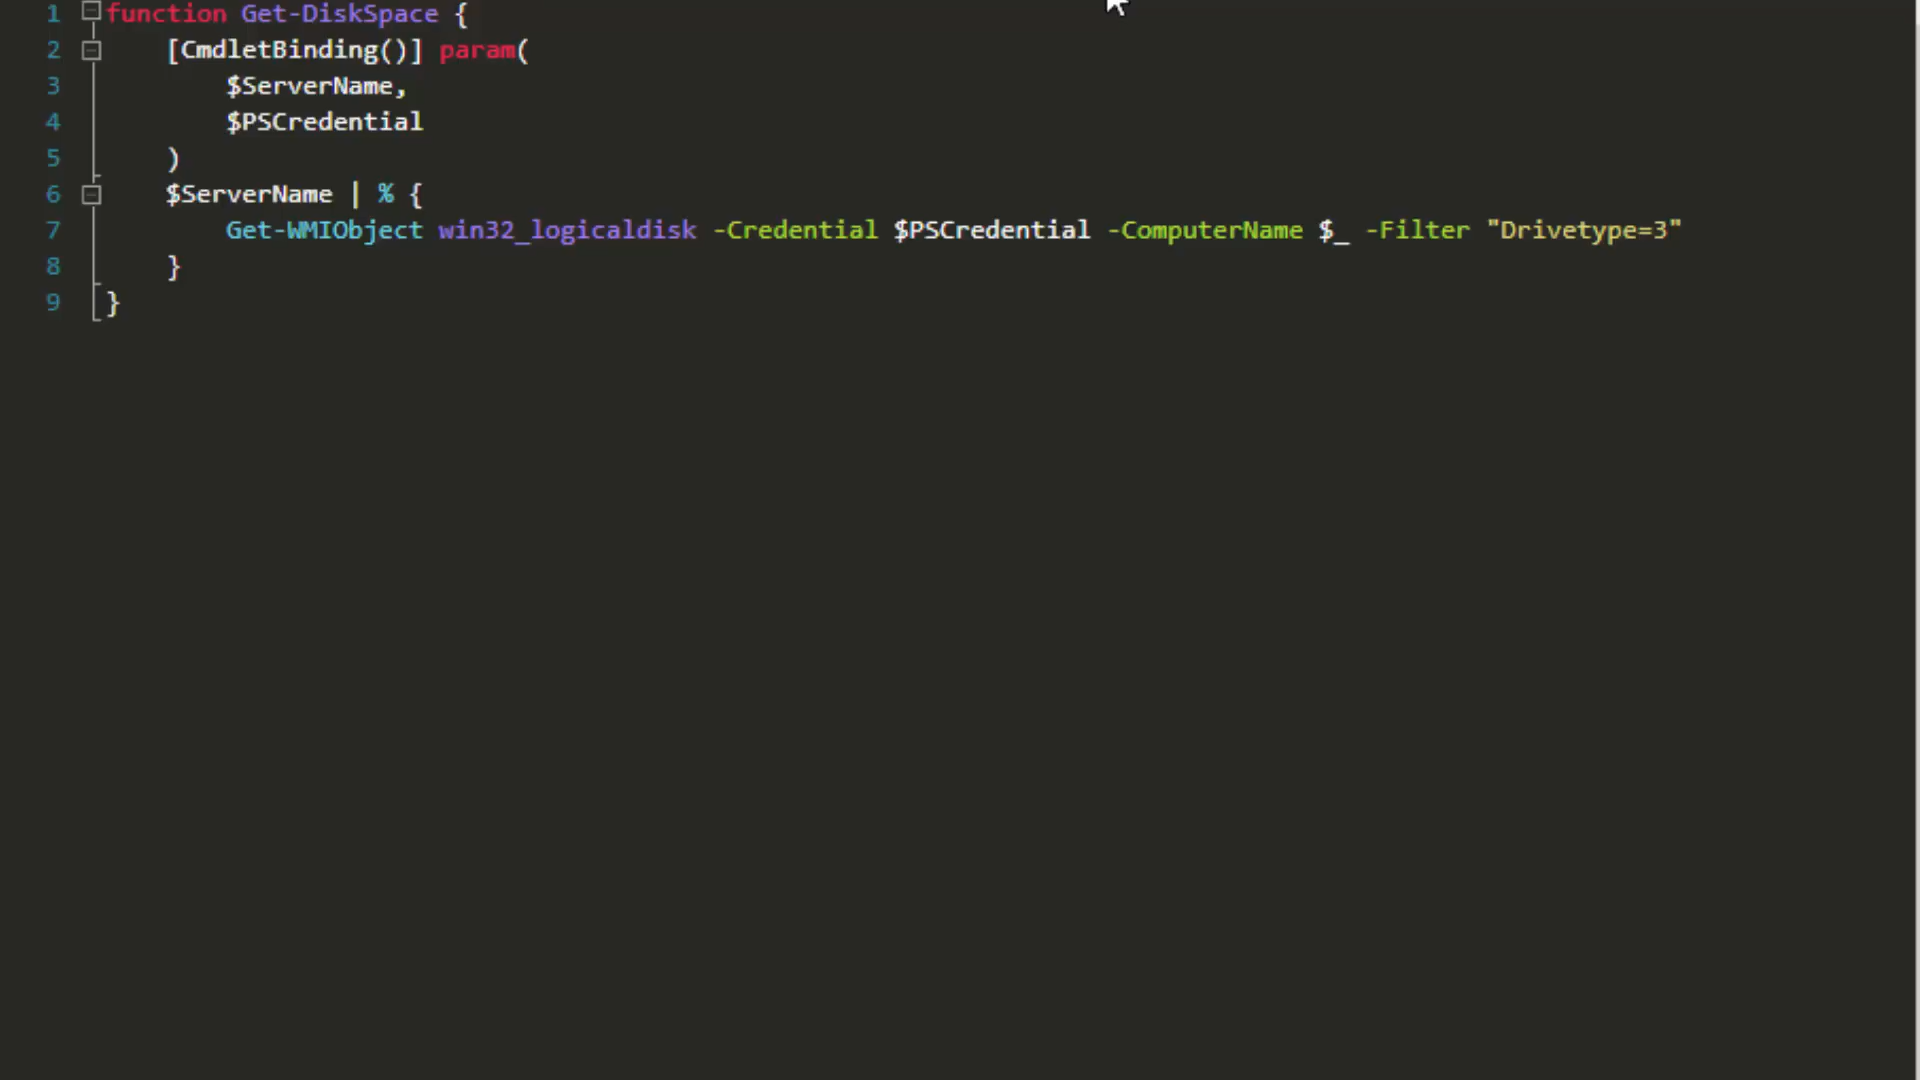 1 function Get-DiskSpace {
2     [CmdletBinding()] param(
3         $ServerName,
4         $PSCredential
5     )
6     $ServerName | % {
7         Get-WMIObject win32_logicaldisk -Credential $PSCredential -ComputerName $_ -Filter "Drivetype=3"
8     }
9 }